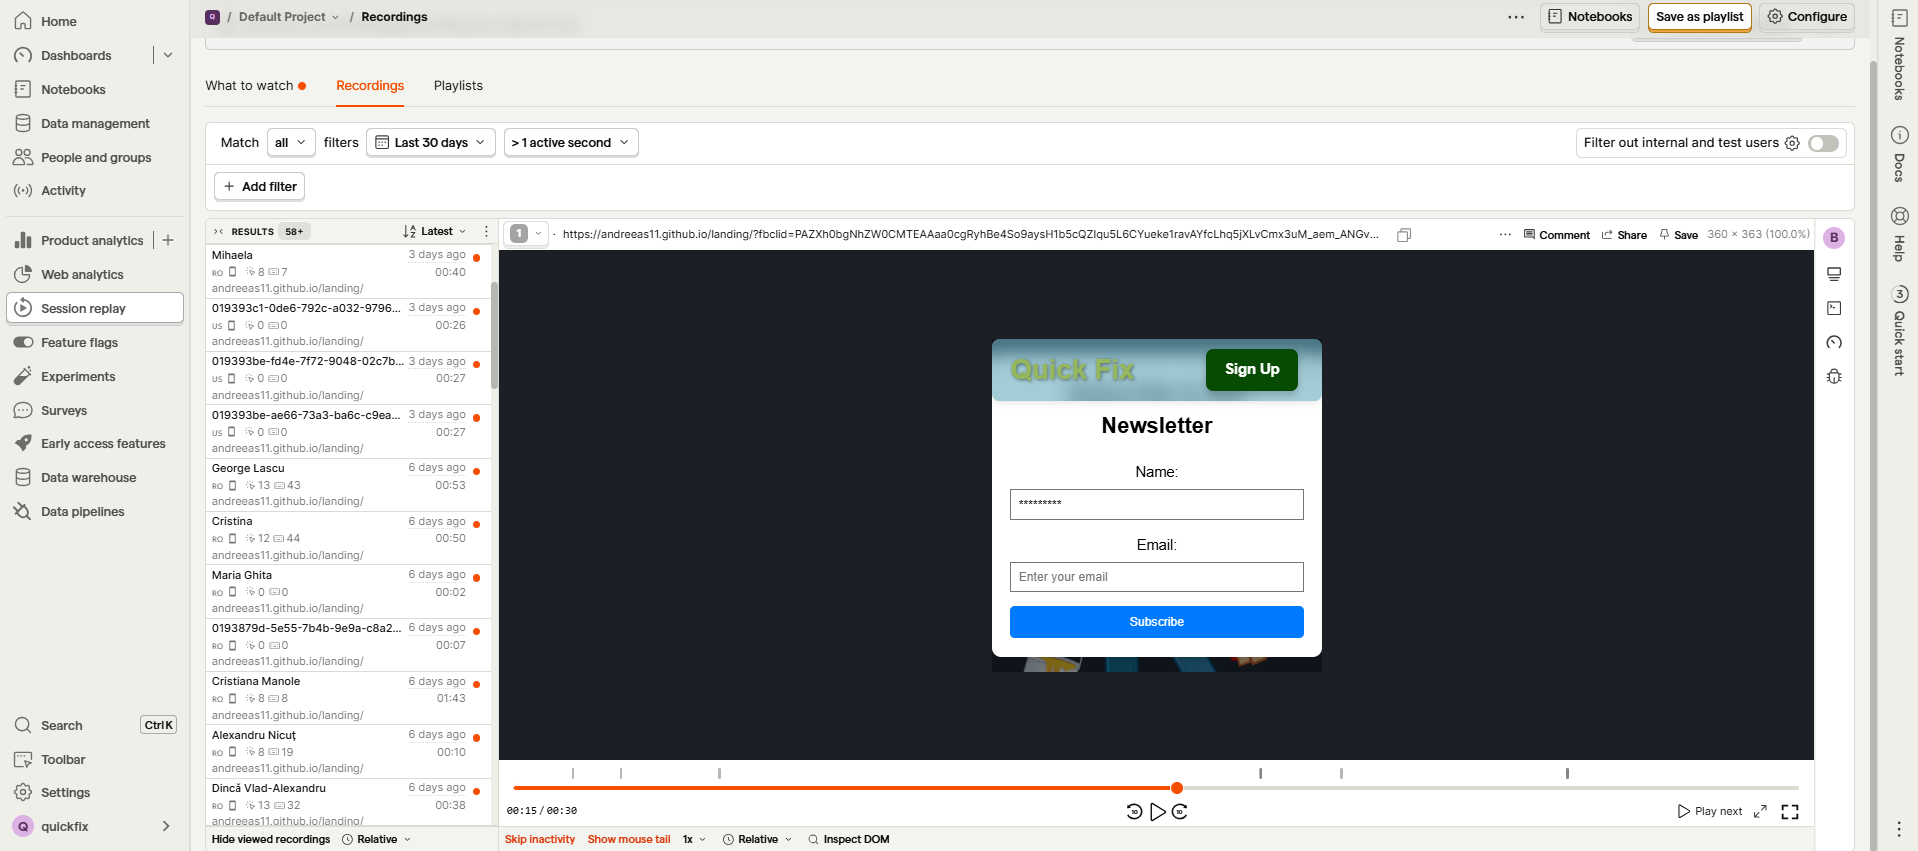 Home
Dashboards
Notebooks
Data management
People and groups
Activity
Product analytics
Web analytics
Session replay
Feature flags
Experiments
Surveys
Early access features
Data warehouse
Data pipelines
Search Ctrl K
Toolbar
Settings
Q quickfix
Q / Default Project / Recordings
Notebooks Save as playlist Configure
What to watch Recordings Playlists
Match all filters Last 30 days > 1 active second
Filter out internal and test users
+ Add filter
RESULTS 58+ Latest
Mihaela 3 days ago
RO 8 7 00:40
andreeas11.github.io/landing/
019393c1-0de6-792c-a032-9796... 3 days ago
US 0 0 00:26
andreeas11.github.io/landing/
019393be-fd4e-7f72-9048-02c7b... 3 days ago
US 0 0 00:27
andreeas11.github.io/landing/
019393be-ae66-73a3-ba6c-c9ea... 3 days ago
US 0 0 00:27
andreeas11.github.io/landing/
George Lascu 6 days ago
RO 13 43 00:53
andreeas11.github.io/landing/
Cristina 6 days ago
RO 12 44 00:50
andreeas11.github.io/landing/
Maria Ghita 6 days ago
RO 0 0 00:02
andreeas11.github.io/landing/
0193879d-5e55-7b4b-9e9a-c8a2... 6 days ago
RO 0 0 00:07
andreeas11.github.io/landing/
Cristiana Manole 6 days ago
RO 8 8 01:43
andreeas11.github.io/landing/
Alexandru Nicuț 6 days ago
RO 8 19 00:10
andreeas11.github.io/landing/
Dincă Vlad-Alexandru 6 days ago
RO 13 32 00:38
andreeas11.github.io/landing/
Hide viewed recordings Relative
1 · https://andreeas11.github.io/landing/?fbclid=PAZXh0bgNhZW0CMTEAAaa0cgRyhBe4So9aysH1b5cQZIqu5L6CYueke1ravAYfcLhq5jXLvCmx3uM_aem_ANGv...
Comment Share Save 360 × 363 (100.0%)
B
Quick Fix Sign Up
Newsletter
Name:
*********
Email:
Enter your email
Subscribe
00:15 / 00:30
10 10
Play next
Skip inactivity Show mouse tail 1x Relative Inspect DOM
Notebooks
Docs
Help
3 Quick start